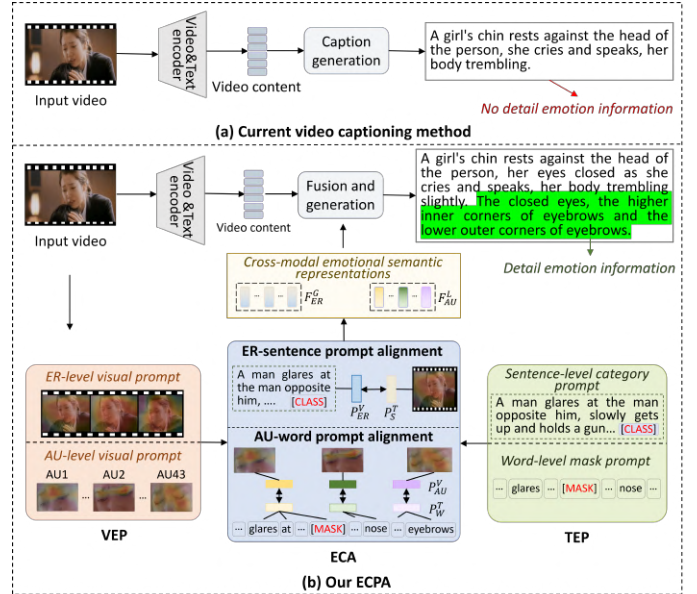 Input video
Video&Text encoder
Video content
Caption generation
A girl's chin rests against the head of
the person, she cries and speaks, her
body trembling.
No detail emotion information
(a) Current video captioning method
Input video
Video &Text encoder
Video content
Fusion and generation
A girl's chin rests against the head of
the person, her eyes closed as she
cries and speaks, her body trembling
slightly. The closed eyes, the higher
inner corners of eyebrows and the
lower outer corners of eyebrows.
Detail emotion information
Cross-modal emotional semantic
representations
... ... F_ER^G
... ... F_AU^L
ER-level visual prompt
AU-level visual prompt
AU1 AU2 AU43
... ...
VEP
ER-sentence prompt alignment
A man glares at
the man opposite
him, .... [CLASS]
P_ER^V P_S^T
AU-word prompt alignment
P_AU^V
P_W^T
... glares at ... [MASK] ... nose ... eyebrows
ECA
Sentence-level category
prompt
A man glares at the man
opposite him, slowly gets
up and holds a gun... [CLASS]
Word-level mask prompt
... glares ... [MASK] ... nose ...
TEP
(b) Our ECPA